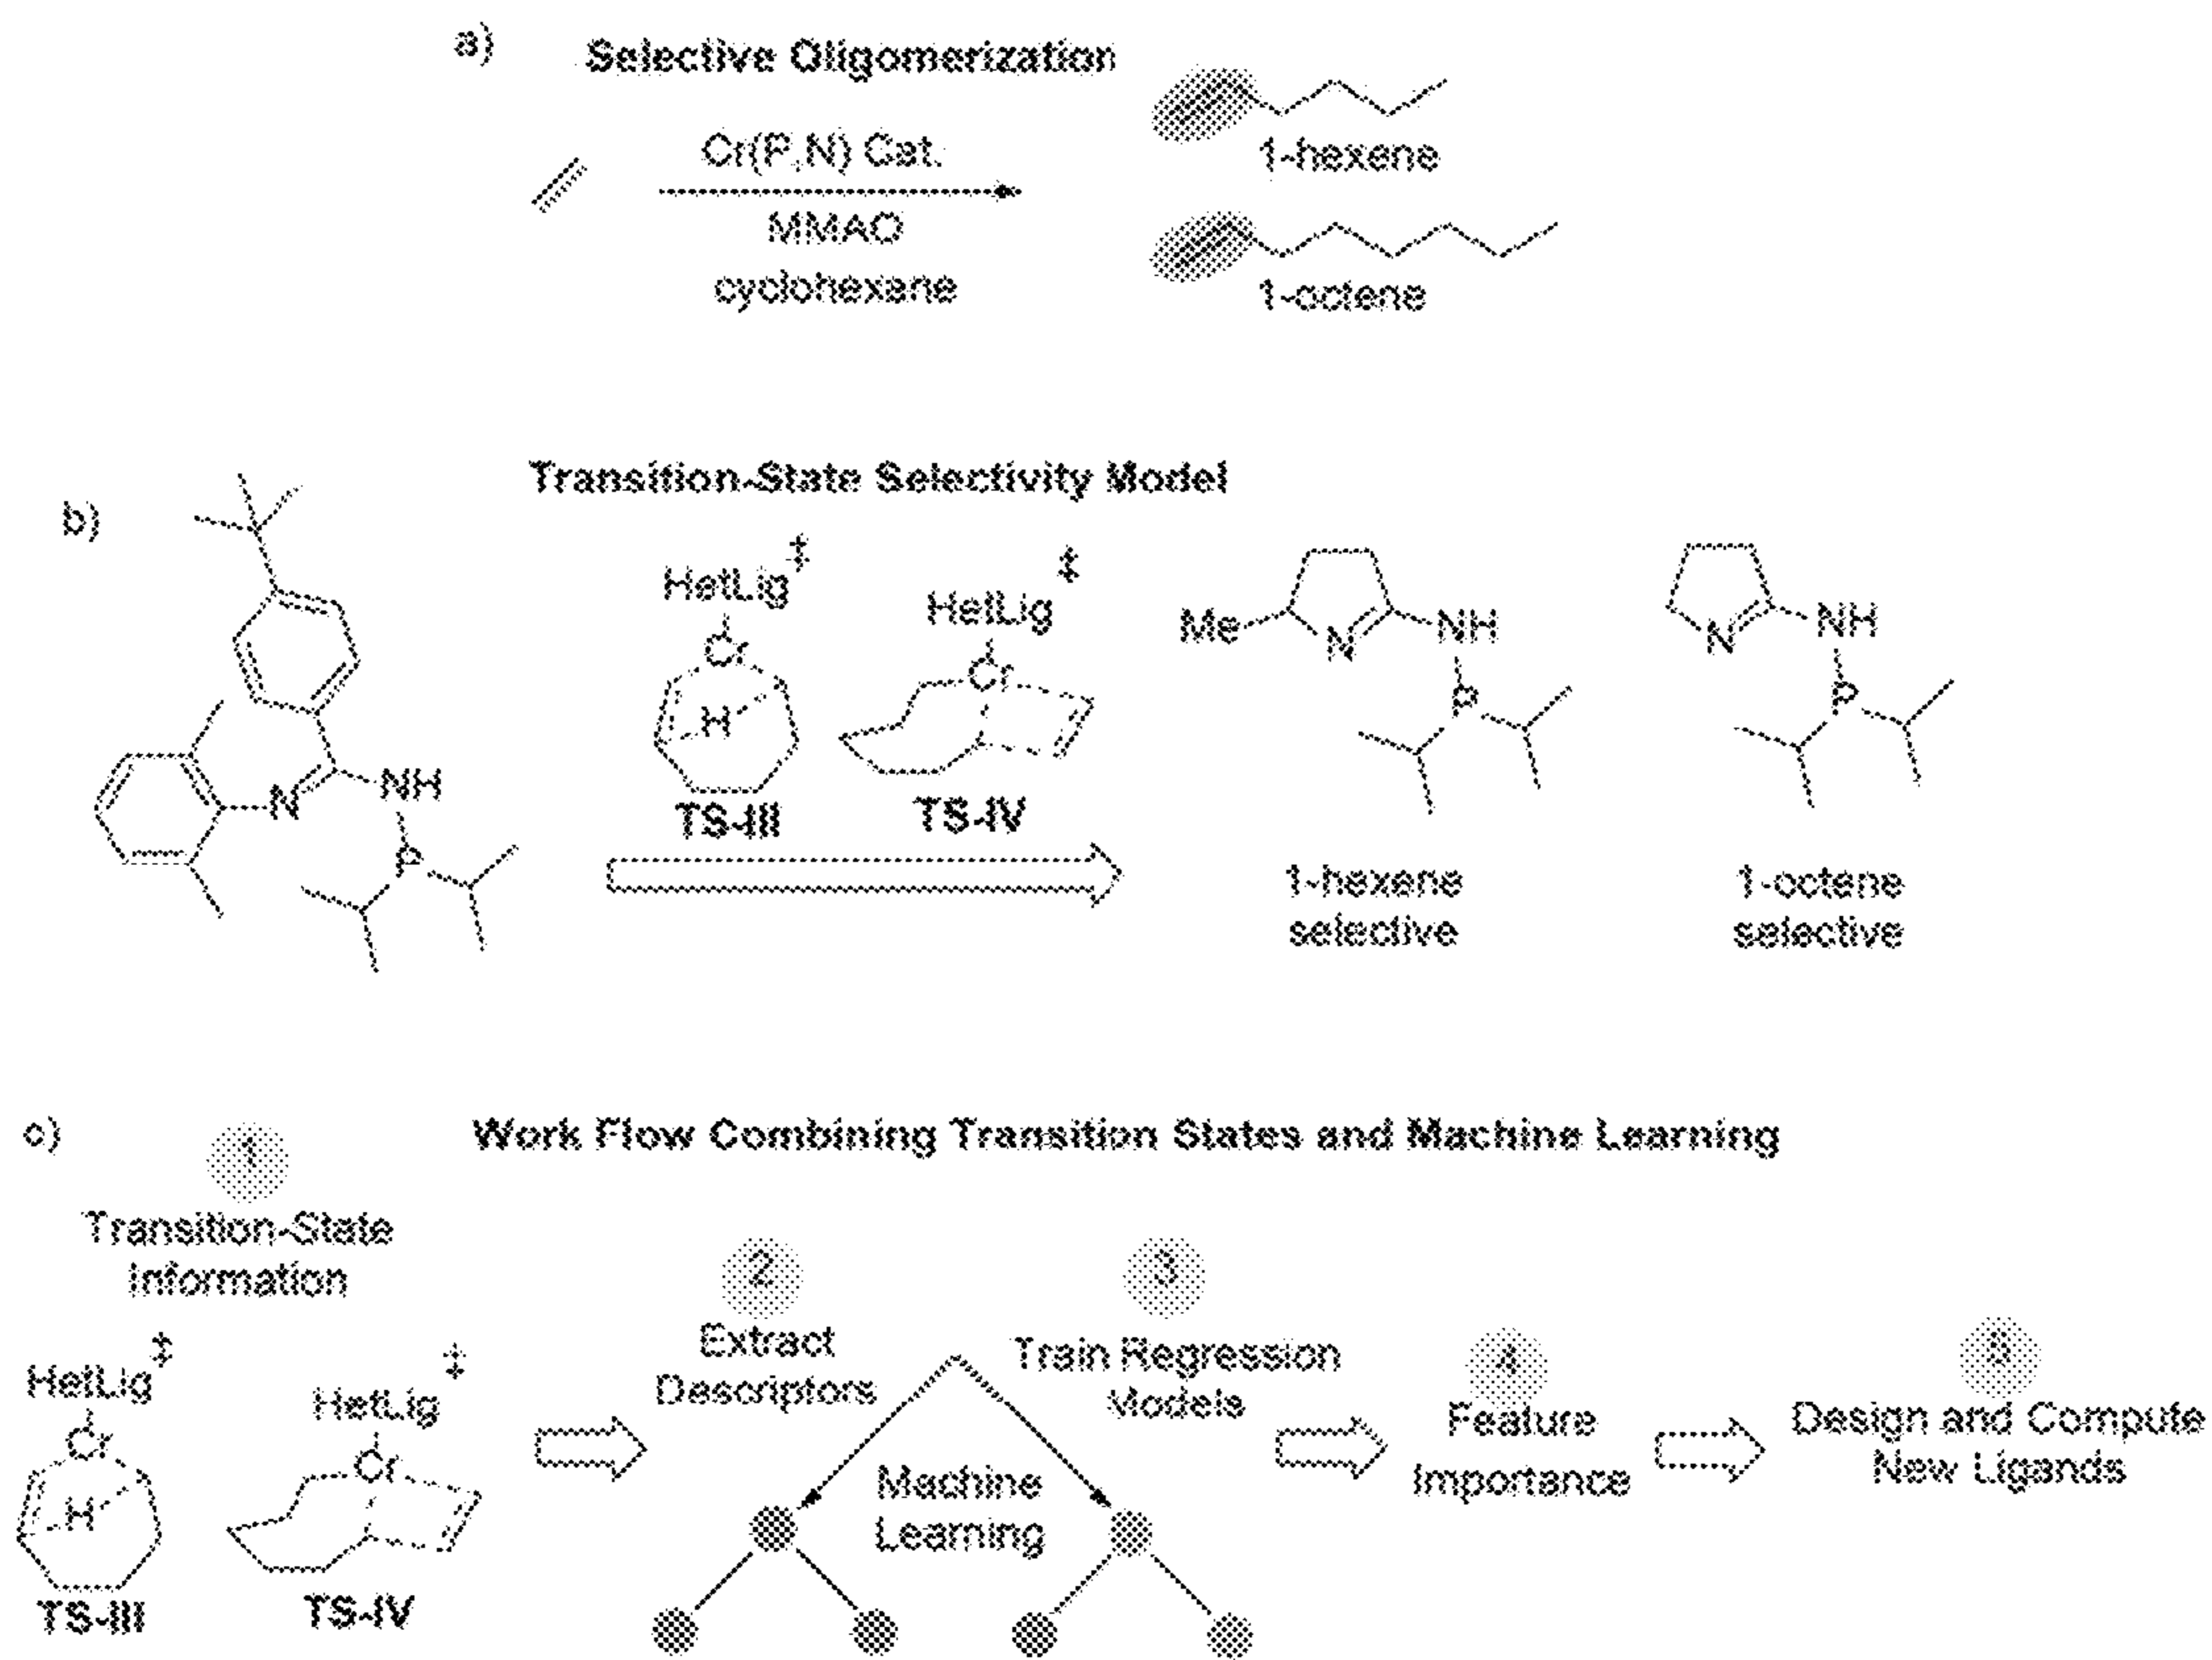 a)
Selective Oligomerization
Cr(P,N) Cat.
MMAO
cyclohexane
1-hexene
1-octene
b)
Transition-State Selectivity Model
N
NH
P
HetLig
‡
Cr
H
TS-III
HetLig
‡
Cr
TS-IV
Me
N
NH
P
1-hexene
selective
N
NH
P
1-octene
selective
c)
Work Flow Combining Transition States and Machine Learning
1
Transition-State
Information
HetLig
‡
Cr
H
TS-III
HetLig
‡
Cr
TS-IV
2
Extract
Descriptors
3
Train Regression
Models
Machine
Learning
4
Feature
Importance
5
Design and Compute
New Ligands